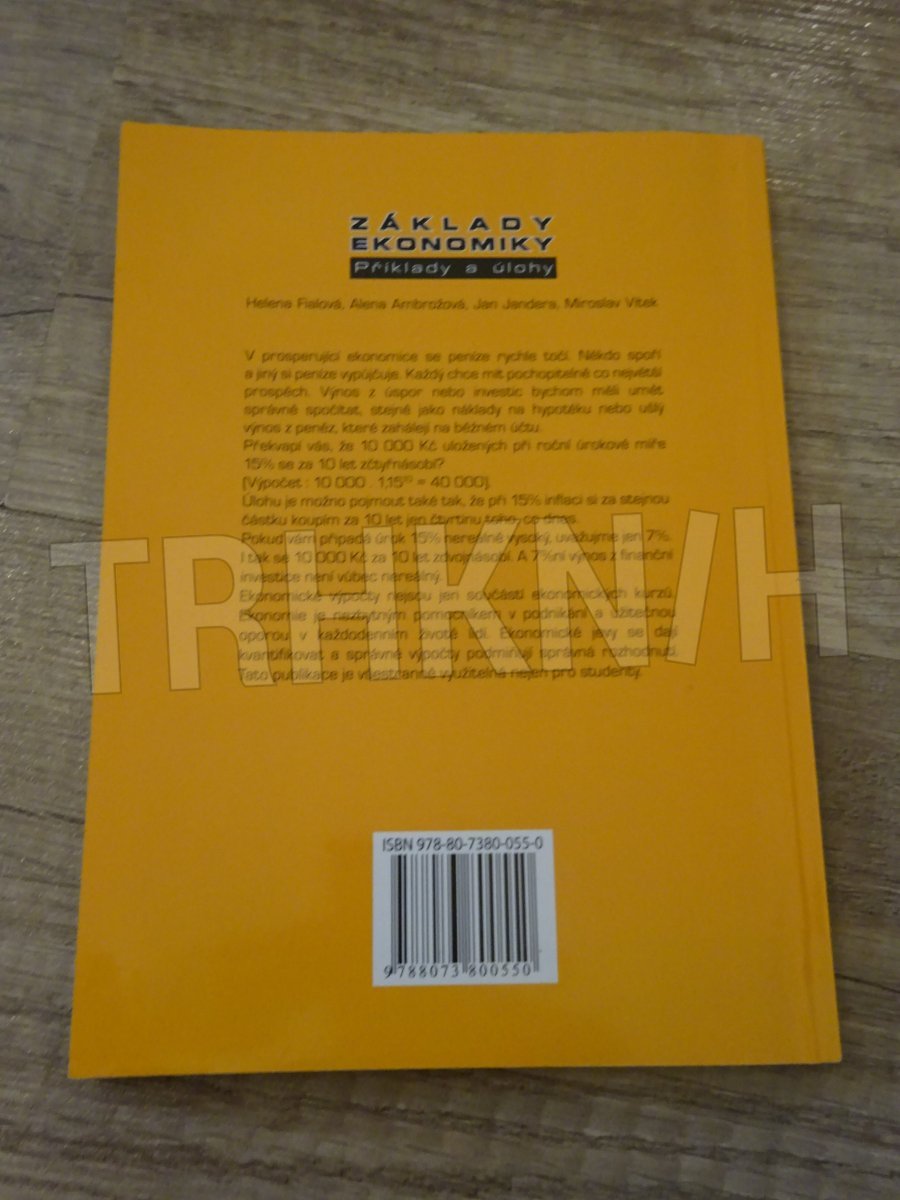 ZÁKLADY
EKONOMIKY
Příklady a úlohy
Helena Fialová, Alena Ambrožová, Jan Jandera, Miroslav Vítek
V prosperující ekonomice se peníze rychle točí. Někdo spoří
a jiný si peníze vypůjčuje. Každý chce mít pochopitelně co největší
prospěch. Výnos z úspor nebo investic bychom měli umět
správně spočítat, stejně jako náklady na hypotéku nebo ušlý
výnos z peněz, které zahálejí na běžném účtu.
Překvapí vás, že 10 000 Kč uložených při roční úrokové míře
15% se za 10 let zčtyřnásobí?
(Výpočet : 10 000 . 1,15¹⁰ = 40 000).
Úlohu je možno pojmout také tak, že při 15% inflaci si za stejnou
částku koupím za 10 let jen čtvrtinu toho, co dnes.
Pokud vám připadá úrok 15% nereálně vysoký, uvažujme jen 7%.
I tak se 10 000 Kč za 10 let zdvojnásobí. A 7%ní výnos z finanční
investice není vůbec nereálný.
Ekonomické výpočty nejsou jen součástí ekonomických kurzů.
Ekonomie je nezbytným pomocníkem v podnikání a užitečnou
oporou v každodenním životě lidí. Ekonomické jevy se dají
kvantifikovat a správné výpočty podmiňují správná rozhodnutí.
Tato publikace je všestranně využitelná nejen pro studenty.
TRH KNIH
ISBN 978-80-7380-055-0
9 788073 800550